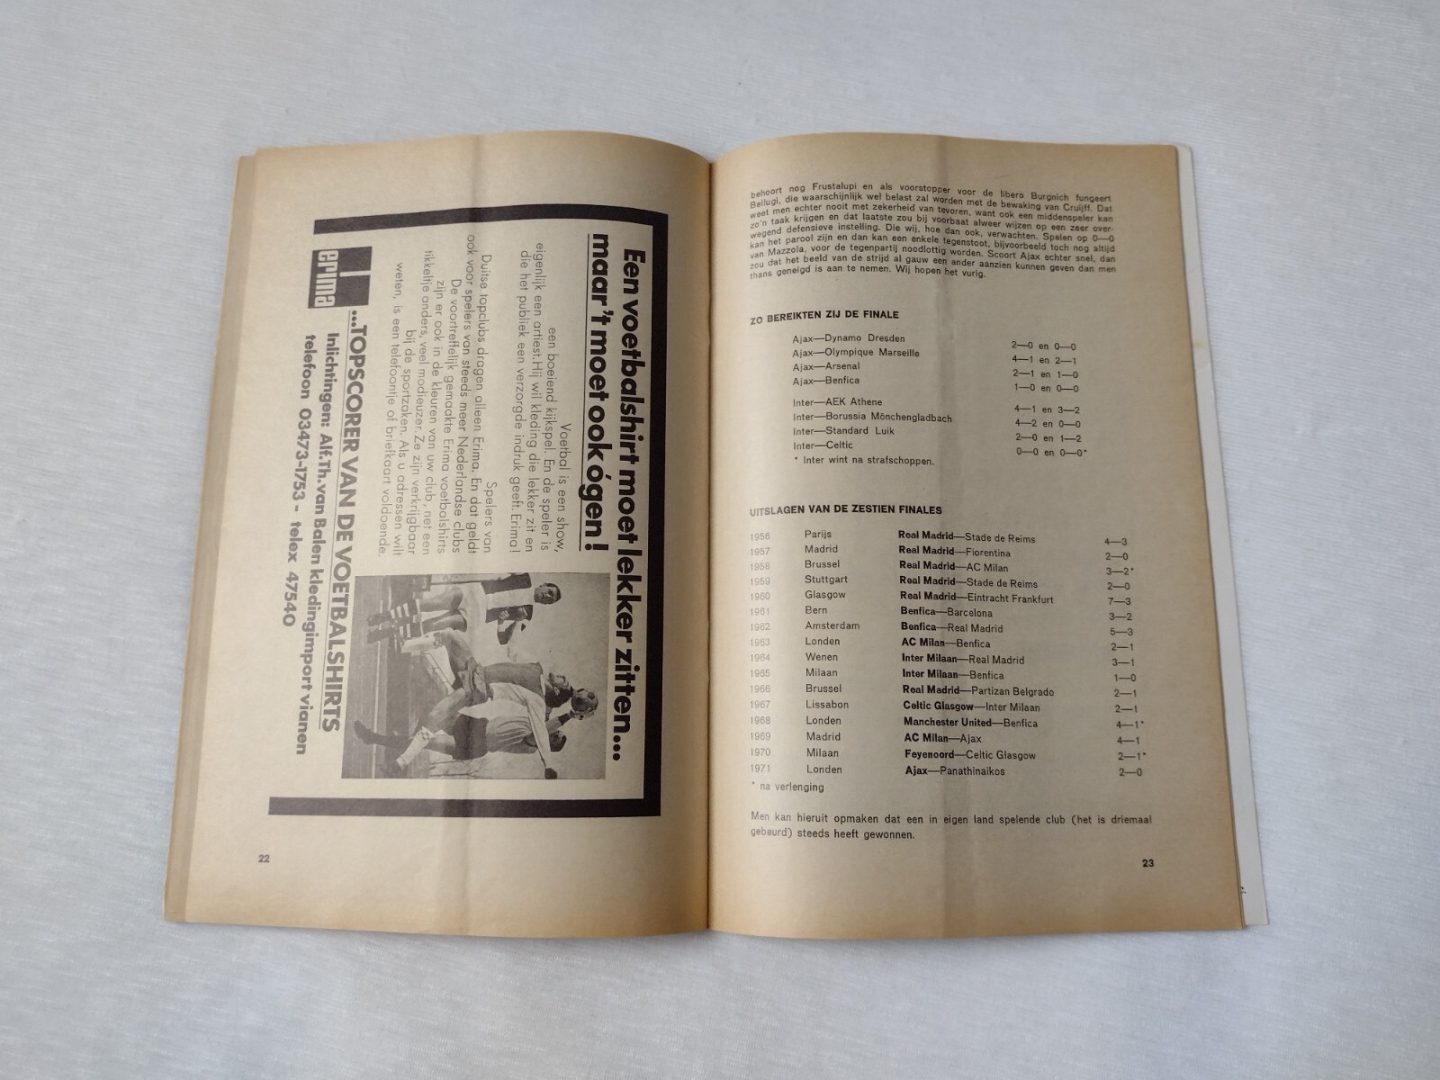 Een voetbalshirt moet lekker zitten...
maar 't moet ook ógen!
Voetbal is een show,
een boeiend kijkspel. En de speler is
eigenlijk een artiest. Hij wil kleding die lekker zit en
die het publiek een verzorgde indruk geeft. Erima!
Spelers van
Duitse topclubs dragen alleen Erima. En dat geldt
ook voor spelers van steeds meer Nederlandse clubs
De voortreffelijk gemaakte Erima voetbalshirts
zijn er ook in de kleuren van uw club, net een
tikkeltje anders, veel modieuzer. Ze zijn verkrijgbaar
bij de sportzaken. Als u adressen wilt
weten, is een telefoontje of briefkaart voldoende.
erima
...TOPSCORER VAN DE VOETBALSHIRTS
Inlichtingen: Alf.Th. van Balen kledingimport vianen
telefoon 03473-1753 - telex 47540
22
behoort nog Frustalupi en als voorstopper voor de libero Burgnich fungeert
Bellugi, die waarschijnlijk wel belast zal worden met de bewaking van Cruijff. Dat
weet men echter nooit met zekerheid van tevoren, want ook een middenspeler kan
zo'n taak krijgen en dat laatste zou bij voorbaat alweer wijzen op een zeer over-
wegend defensieve instelling. Die wij, hoe dan ook, verwachten. Spelen op 0—0
kan het parool zijn en dan kan een enkele tegenstoot, bijvoorbeeld toch nog altijd
van Mazzola, voor de tegenpartij noodlottig worden. Scoort Ajax echter snel, dan
zou dat het beeld van de strijd al gauw een ander aanzien kunnen geven dan men
thans geneigd is aan te nemen. Wij hopen het vurig.
ZO BEREIKTEN ZIJ DE FINALE
Ajax—Dynamo Dresden 2—0 en 0—0
Ajax—Olympique Marseille 4—1 en 2—1
Ajax—Arsenal 2—1 en 1—0
Ajax—Benfica 1—0 en 0—0
Inter—AEK Athene 4—1 en 3—2
Inter—Borussia Mönchengladbach 4—2 en 0—0
Inter—Standard Luik 2—0 en 1—2
Inter—Celtic 0—0 en 0—0*
* Inter wint na strafschoppen.
UITSLAGEN VAN DE ZESTIEN FINALES
1956 Parijs Real Madrid—Stade de Reims 4—3
1957 Madrid Real Madrid—Fiorentina 2—0
1958 Brussel Real Madrid—AC Milan 3—2*
1959 Stuttgart Real Madrid—Stade de Reims 2—0
1960 Glasgow Real Madrid—Eintracht Frankfurt 7—3
1961 Bern Benfica—Barcelona 3—2
1962 Amsterdam Benfica—Real Madrid 5—3
1963 Londen AC Milan—Benfica 2—1
1964 Wenen Inter Milaan—Real Madrid 3—1
1965 Milaan Inter Milaan—Benfica 1—0
1966 Brussel Real Madrid—Partizan Belgrado 2—1
1967 Lissabon Celtic Glasgow—Inter Milaan 2—1
1968 Londen Manchester United—Benfica 4—1*
1969 Madrid AC Milan—Ajax 4—1
1970 Milaan Feyenoord—Celtic Glasgow 2—1*
1971 Londen Ajax—Panathinaikos 2—0
* na verlenging
Men kan hieruit opmaken dat een in eigen land spelende club (het is driemaal
gebeurd) steeds heeft gewonnen.
23